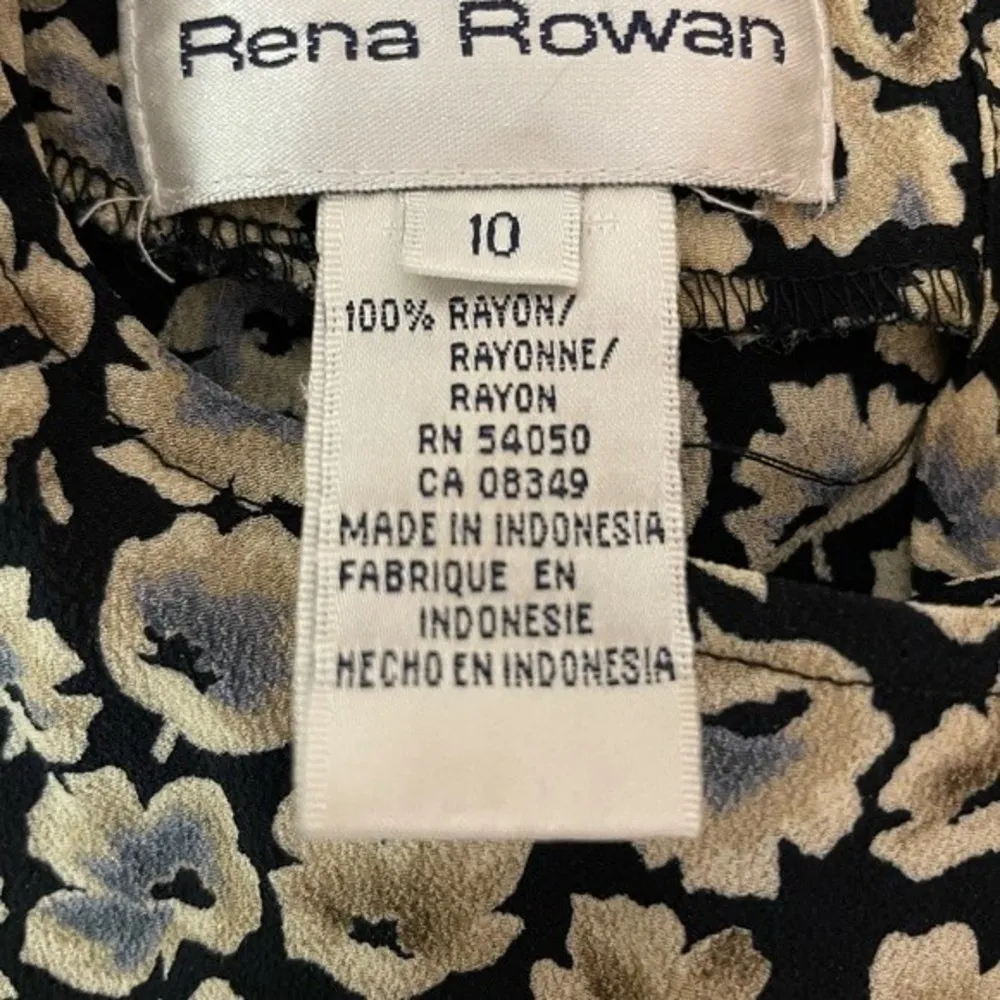 Rena Rowan
10
100% RAYON/
RAYONNE/
RAYON
RN 54050
CA 08349
MADE IN INDONESIA
FABRIQUE EN
INDONESIE
HECHO EN INDONESIA